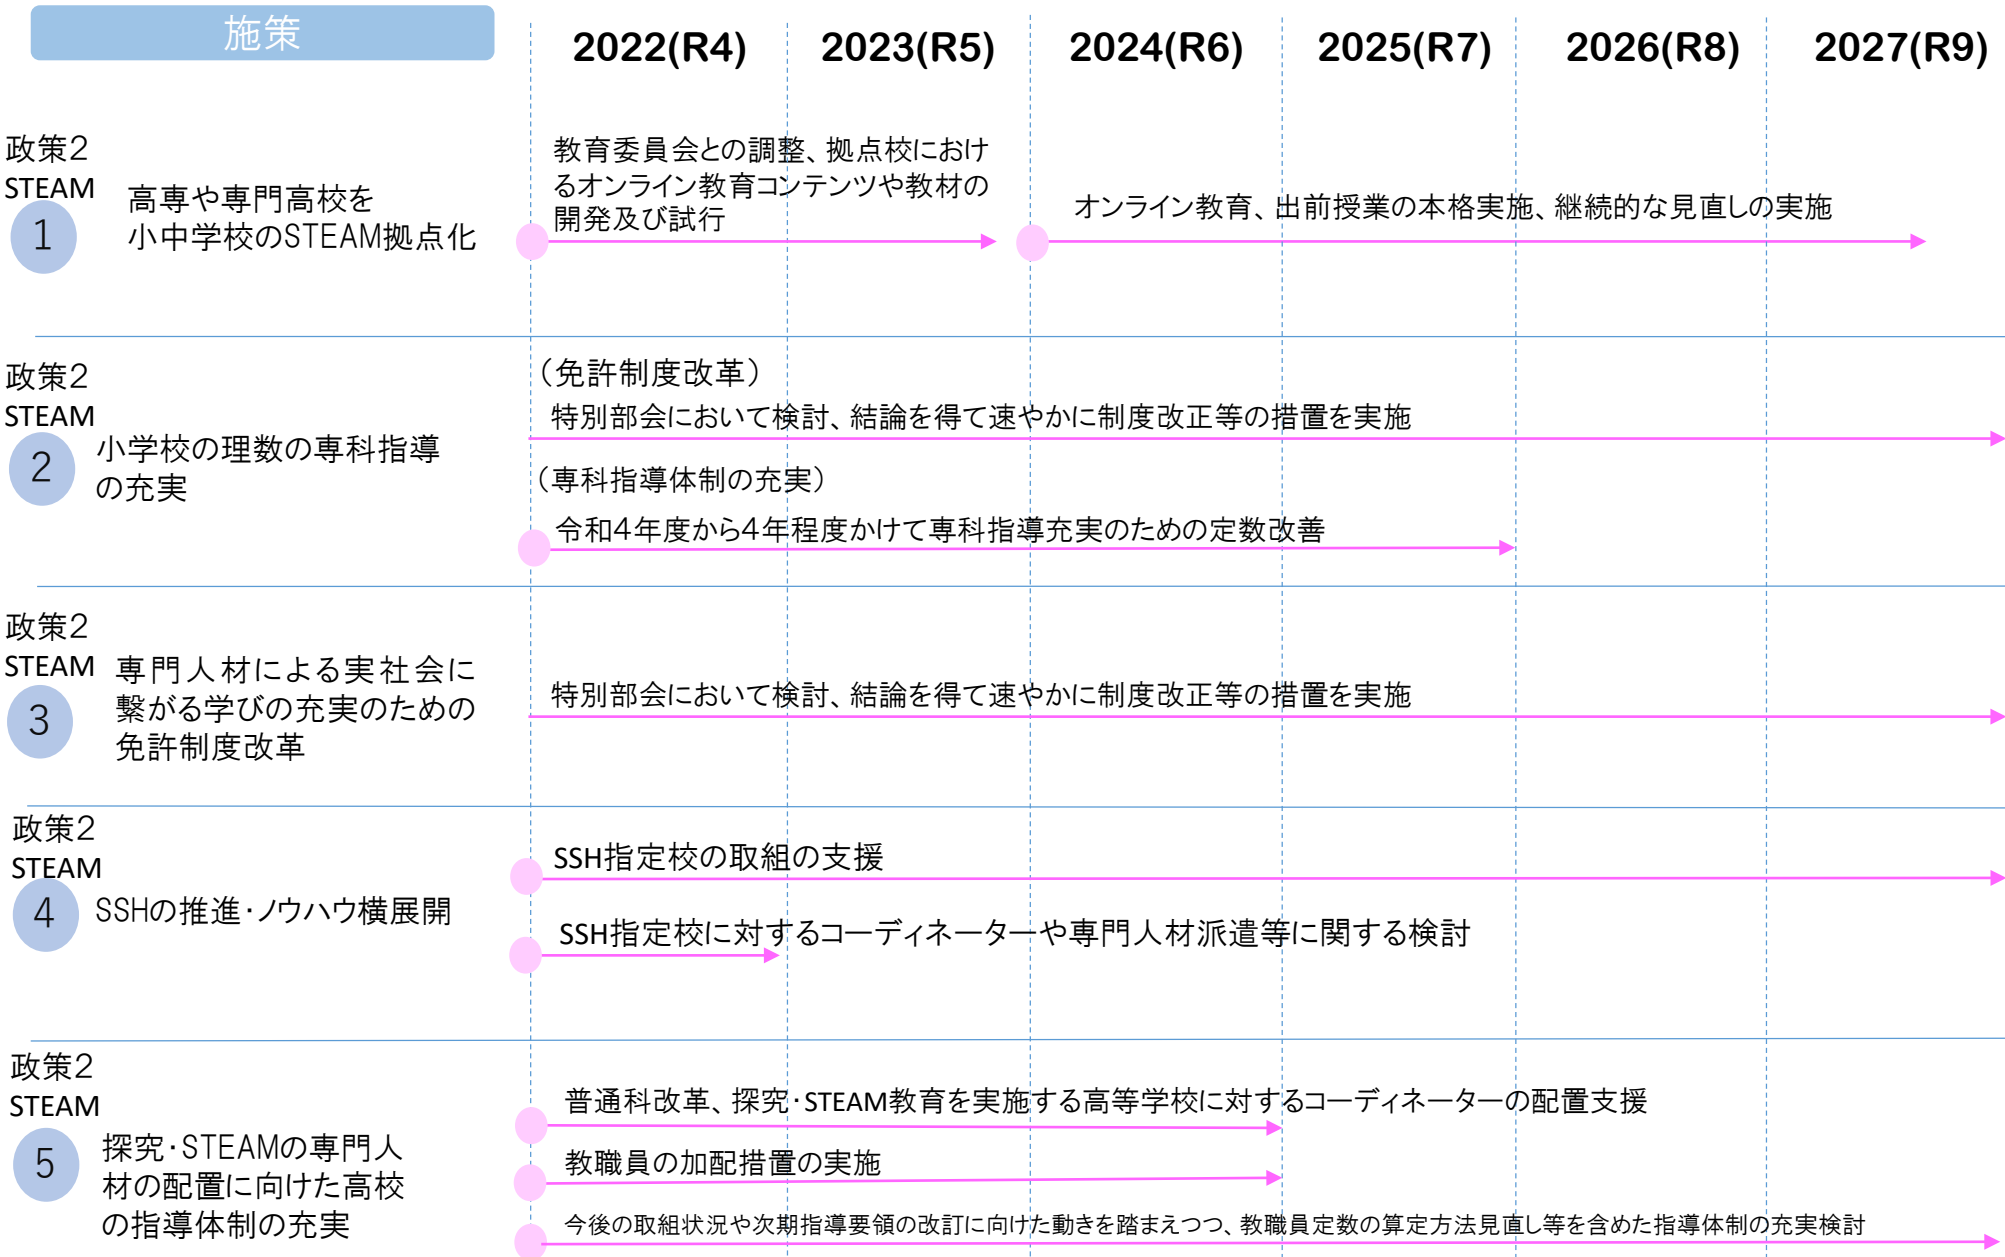 施策
2022(R4)
2023(R5)
2024(R6)
2025(R7)
2026(R8)
2027(R9)
政策2
STEAM
1
高専や専門高校を
小中学校のSTEAM拠点化
教育委員会との調整、拠点校におけ
るオンライン教育コンテンツや教材の
開発及び試行
オンライン教育、出前授業の本格実施、継続的な見直しの実施
政策2
STEAM
2
小学校の理数の専科指導
の充実
（免許制度改革）
特別部会において検討、結論を得て速やかに制度改正等の措置を実施
（専科指導体制の充実）
令和4年度から4年程度かけて専科指導充実のための定数改善
政策2
STEAM
3
専門人材による実社会に
繋がる学びの充実のための
免許制度改革
特別部会において検討、結論を得て速やかに制度改正等の措置を実施
政策2
STEAM
4
SSHの推進・ノウハウ横展開
SSH指定校の取組の支援
SSH指定校に対するコーディネーターや専門人材派遣等に関する検討
政策2
STEAM
5
探究・STEAMの専門人
材の配置に向けた高校
の指導体制の充実
普通科改革、探究・STEAM教育を実施する高等学校に対するコーディネーターの配置支援
教職員の加配措置の実施
今後の取組状況や次期指導要領の改訂に向けた動きを踏まえつつ、教職員定数の算定方法見直し等を含めた指導体制の充実検討